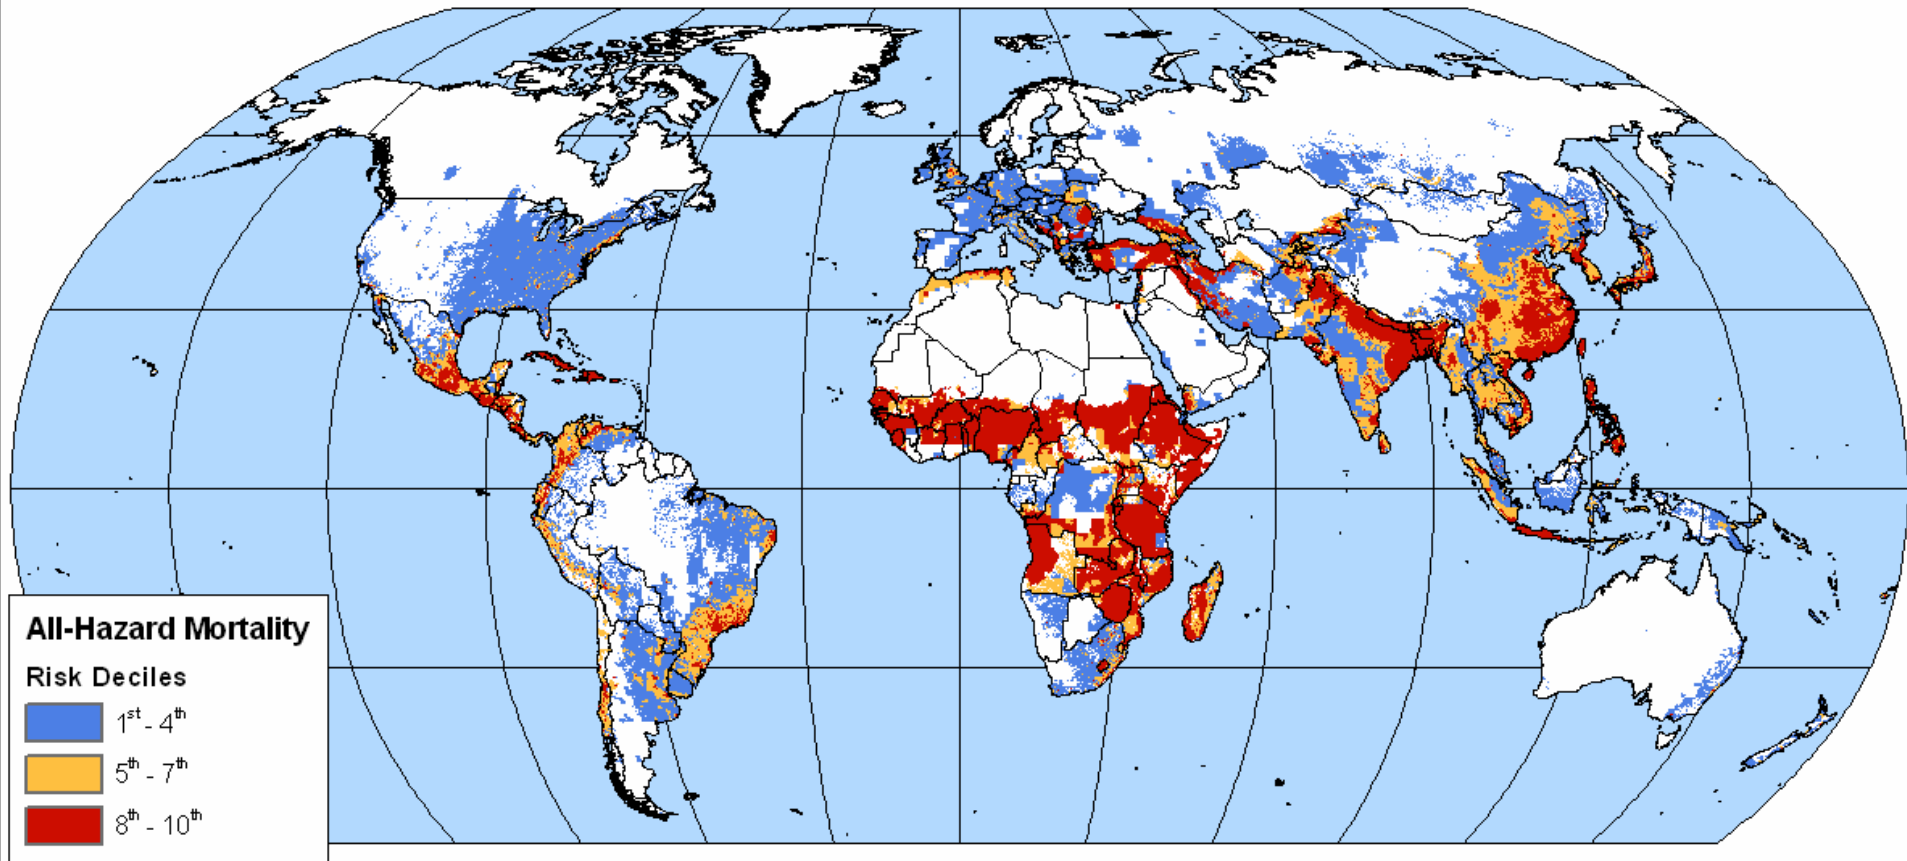 All-Hazard Mortality
Risk Deciles
1st - 4th
5th - 7th
8th - 10th